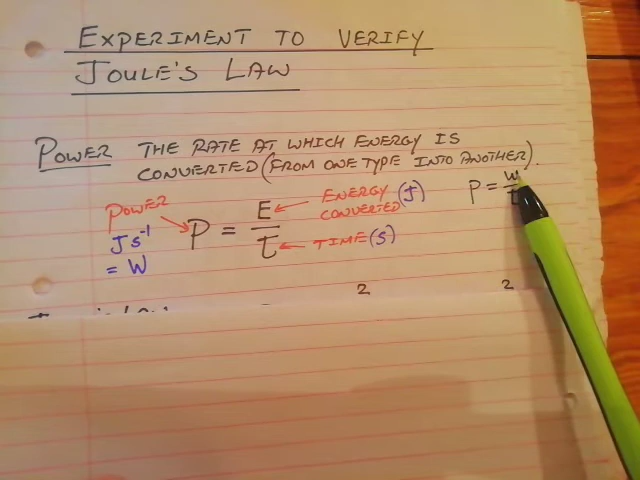 EXPERIMENT TO VERIFY
JOULE'S LAW
POWER THE RATE AT WHICH ENERGY IS
CONVERTED (FROM ONE TYPE INTO ANOTHER).
POWER
J s⁻¹
= W
P = E / t
ENERGY
CONVERTED (J)
TIME (S)
P = W / t
2
2